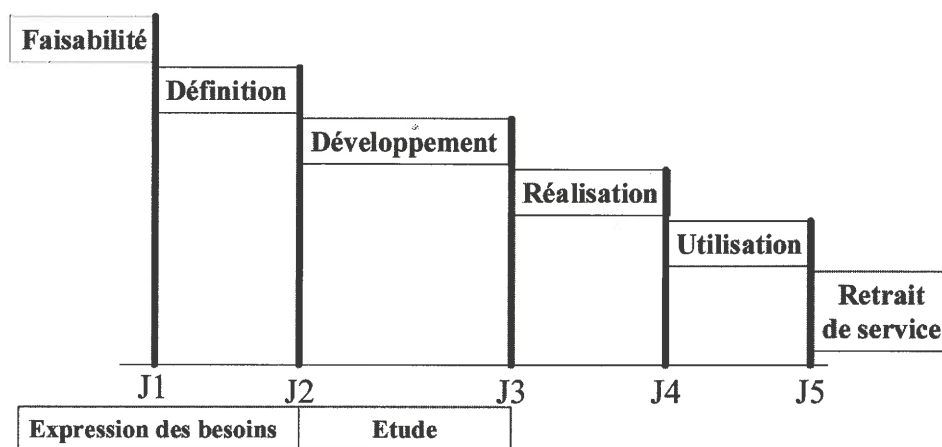 Faisabilité
Définition
Développement
Réalisation
Utilisation
Retrait
de service
J1
J2
J3
J4
J5
Expression des besoins
Etude